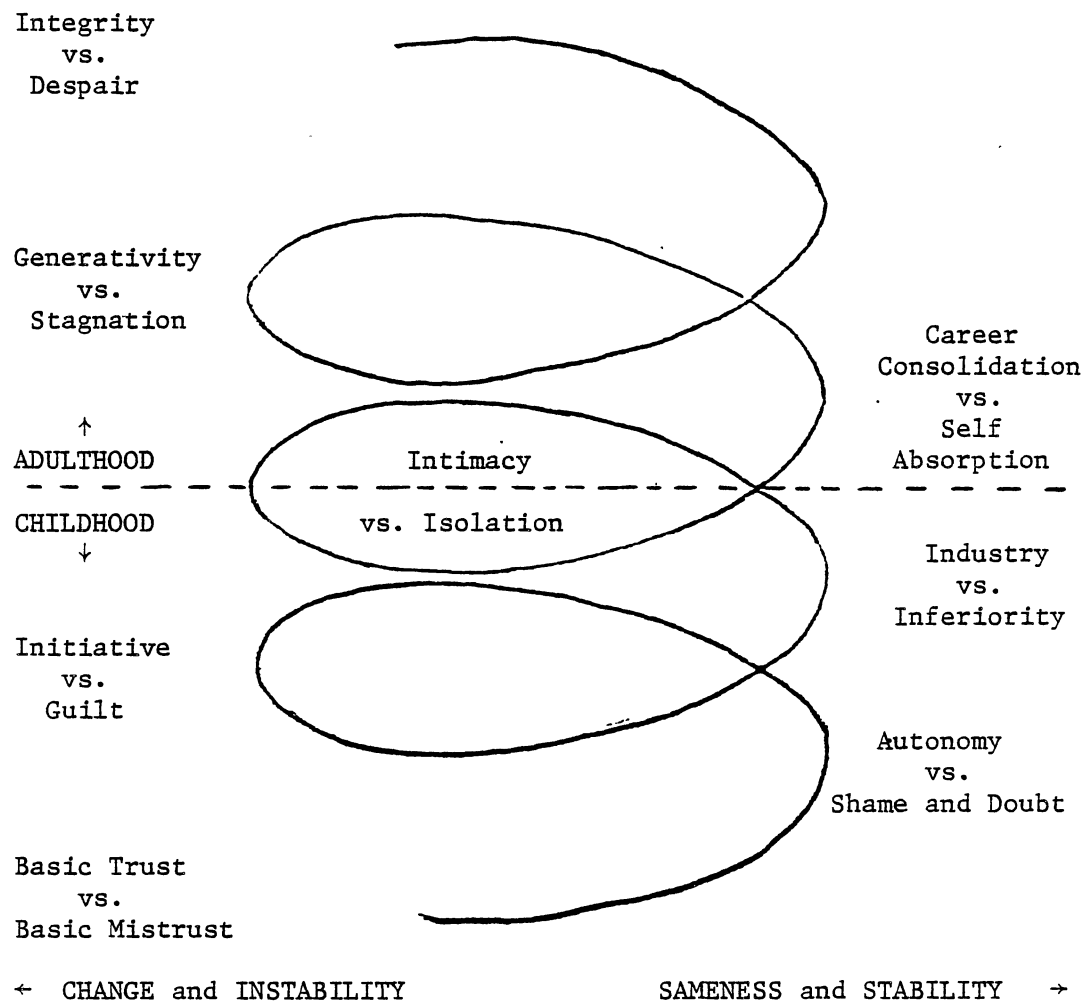 Integrity
vs.
Despair
Generativity
vs.
Stagnation
Career
Consolidation
vs.
Self
Absorption
↑
ADULTHOOD
Intimacy
CHILDHOOD
↓
vs. Isolation
Industry
vs.
Inferiority
Initiative
vs.
Guilt
Autonomy
vs.
Shame and Doubt
Basic Trust
vs.
Basic Mistrust
← CHANGE and INSTABILITY
SAMENESS and STABILITY →